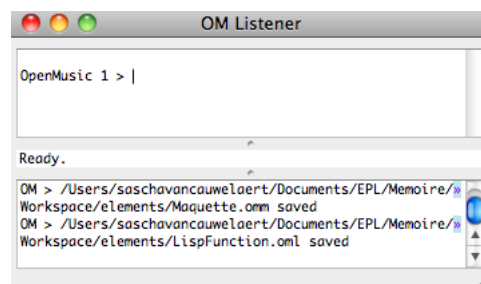 OM Listener
OpenMusic 1 > |
Ready.
OM > /Users/saschavancauwelaert/Documents/EPL/Memoire/»
Workspace/elements/Maquette.omm saved
OM > /Users/saschavancauwelaert/Documents/EPL/Memoire/»
Workspace/elements/LispFunction.oml saved